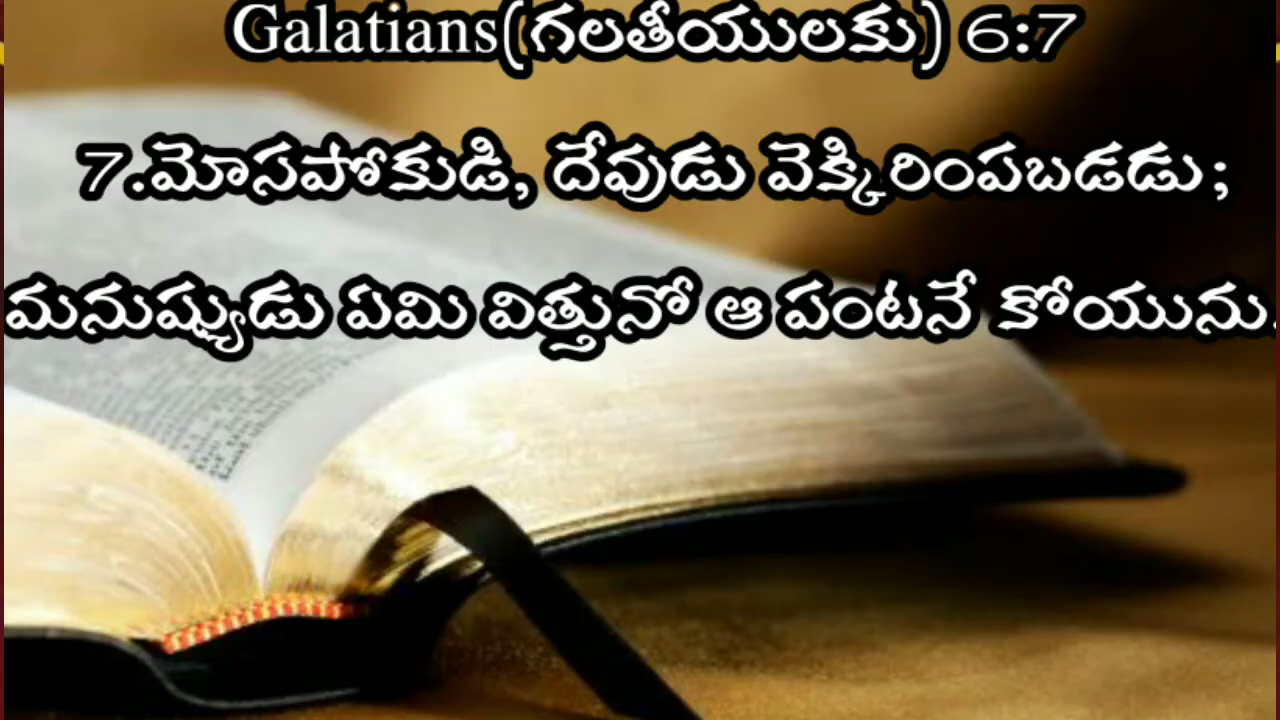 Galatians(గలతీయులకు) 6:7
7.మోసపోకుడి, దేవుడు వెక్కిరింపబడడు;
మనుష్యుడు ఏమి విత్తునో ఆ పంటనే కోయును.